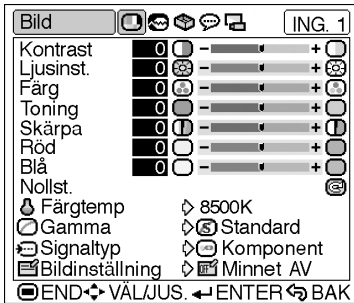 Bild ING. 1
Kontrast 0 - +
Ljusinst. 0 - +
Färg 0 - +
Toning 0 - +
Skärpa 0 - +
Röd 0 - +
Blå 0 - +
Nollst.
Färgtemp 8500K
Gamma Standard
Signaltyp Komponent
Bildinställning Minnet AV
END VÄL/JUS. ENTER BAK